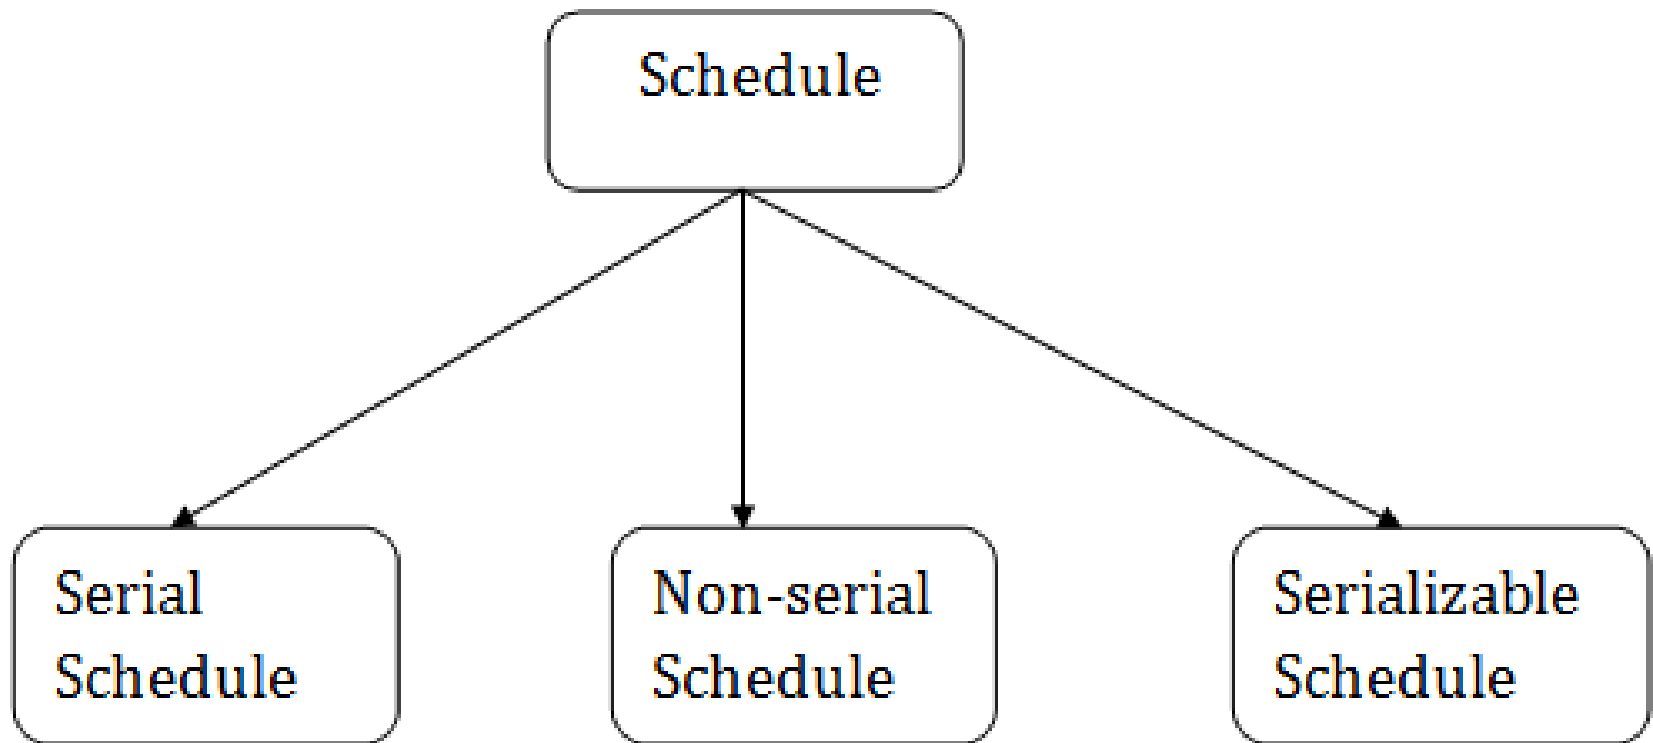 Schedule
Serial
Schedule
Non-serial
Schedule
Serializable
Schedule